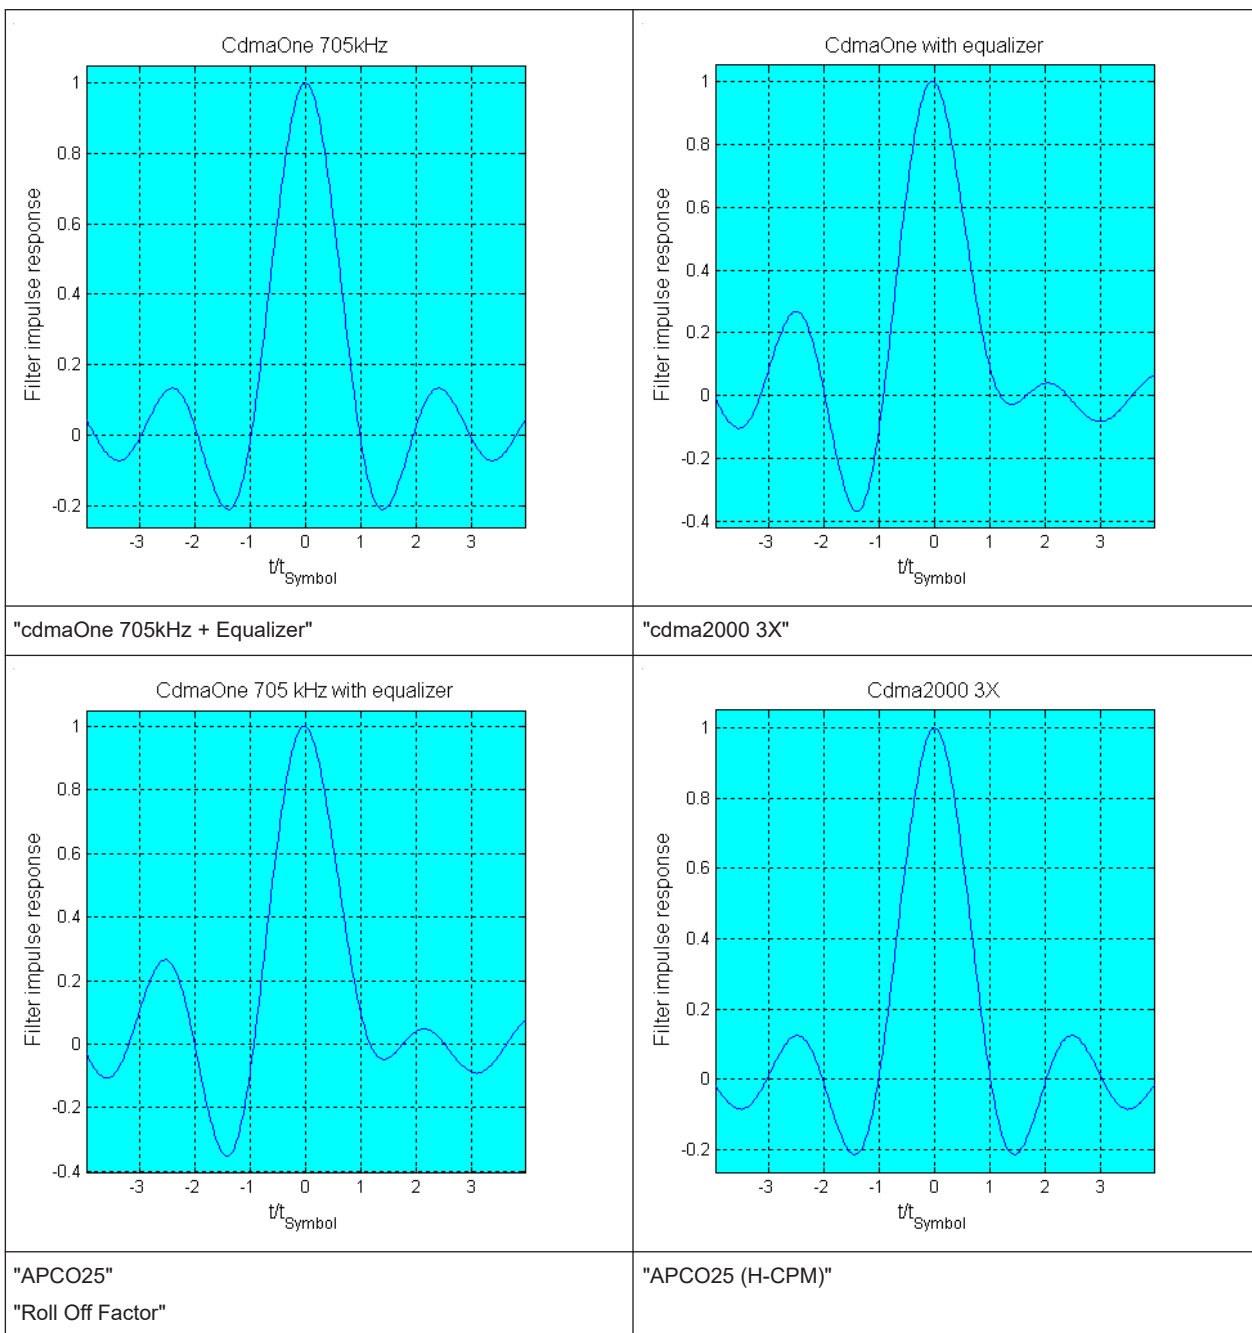 CdmaOne 705kHz
Filter impulse response
1
0.8
0.6
0.4
0.2
0
-0.2
-3 -2 -1 0 1 2 3
t/tSymbol
CdmaOne with equalizer
Filter impulse response
1
0.8
0.6
0.4
0.2
0
-0.2
-0.4
-3 -2 -1 0 1 2 3
t/tSymbol
"cdmaOne 705kHz + Equalizer"
"cdma2000 3X"
CdmaOne 705 kHz with equalizer
Filter impulse response
1
0.8
0.6
0.4
0.2
0
-0.2
-0.4
-3 -2 -1 0 1 2 3
t/tSymbol
Cdma2000 3X
Filter impulse response
1
0.8
0.6
0.4
0.2
0
-0.2
-3 -2 -1 0 1 2 3
t/tSymbol
"APCO25"
"Roll Off Factor"
"APCO25 (H-CPM)"